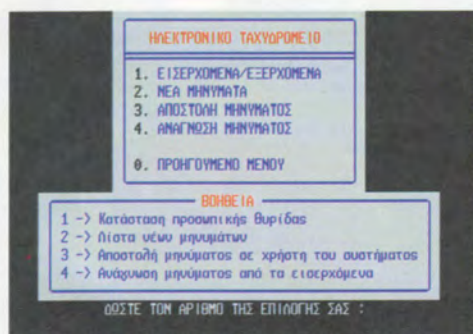 ΗΛΕΚΤΡΟΝΙΚΟ ΤΑΧΥΔΡΟΜΕΙΟ
1. ΕΙΣΕΡΧΟΜΕΝΑ/ΕΞΕΡΧΟΜΕΝΑ
2. ΝΕΑ ΜΗΝΥΜΑΤΑ
3. ΑΠΟΣΤΟΛΗ ΜΗΝΥΜΑΤΟΣ
4. ΑΝΑΓΝΩΣΗ ΜΗΝΥΜΑΤΟΣ
0. ΠΡΟΗΓΟΥΜΕΝΟ ΜΕΝΟΥ
ΒΟΗΘΕΙΑ
1 -> Κατάσταση προσωπικής θυρίδας
2 -> Λίστα νέων μηνυμάτων
3 -> Αποστολή μηνύματος σε χρήστη του συστήματος
4 -> Ανάγνωση μηνύματος από τα εισερχόμενα
ΔΩΣΤΕ ΤΟΝ ΑΡΙΘΜΟ ΤΗΣ ΕΠΙΛΟΓΗΣ ΣΑΣ :